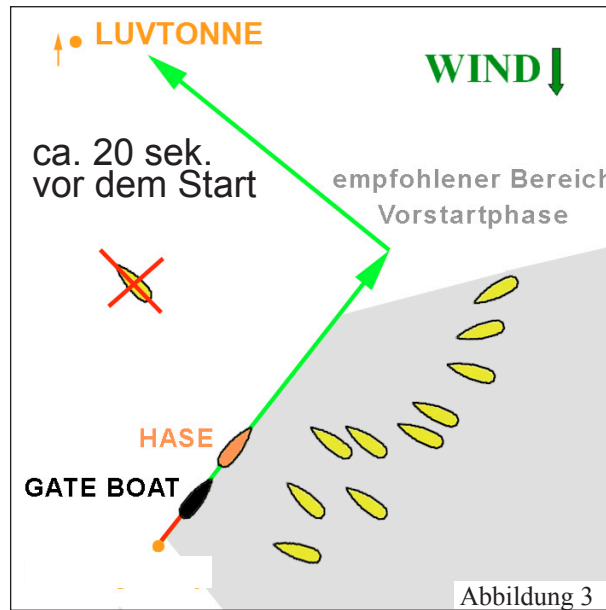 LUVTONNE
WIND
ca. 20 sek.
vor dem Start
empfohlener Bereich
Vorstartphase
HASE
GATE BOAT
Abbildung 3